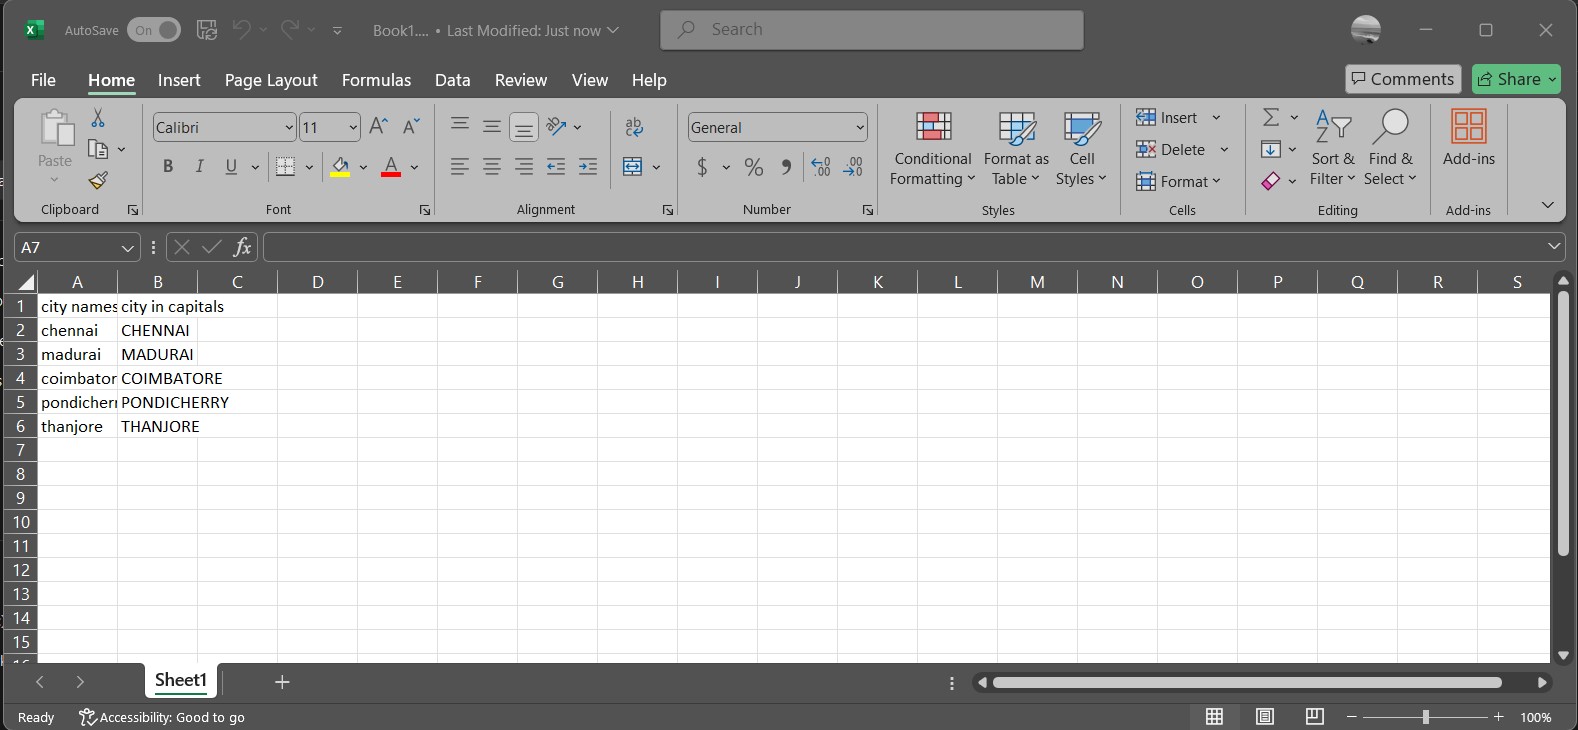 AutoSave On Book1.... • Last Modified: Just now Search
File Home Insert Page Layout Formulas Data Review View Help Comments Share
Paste Calibri 11 B I U A ab General $ % Conditional Formatting Format as Table Cell Styles Insert Delete Format Sort & Filter Find & Select Add-ins
Clipboard Font Alignment Number Styles Cells Editing Add-ins
A7 fx
A B C D E F G H I J K L M N O P Q R S
1 city names city in capitals
2 chennai CHENNAI
3 madurai MADURAI
4 coimbator COIMBATORE
5 pondicherr PONDICHERRY
6 thanjore THANJORE
7
8
9
10
11
12
13
14
15
Sheet1
Ready Accessibility: Good to go 100%